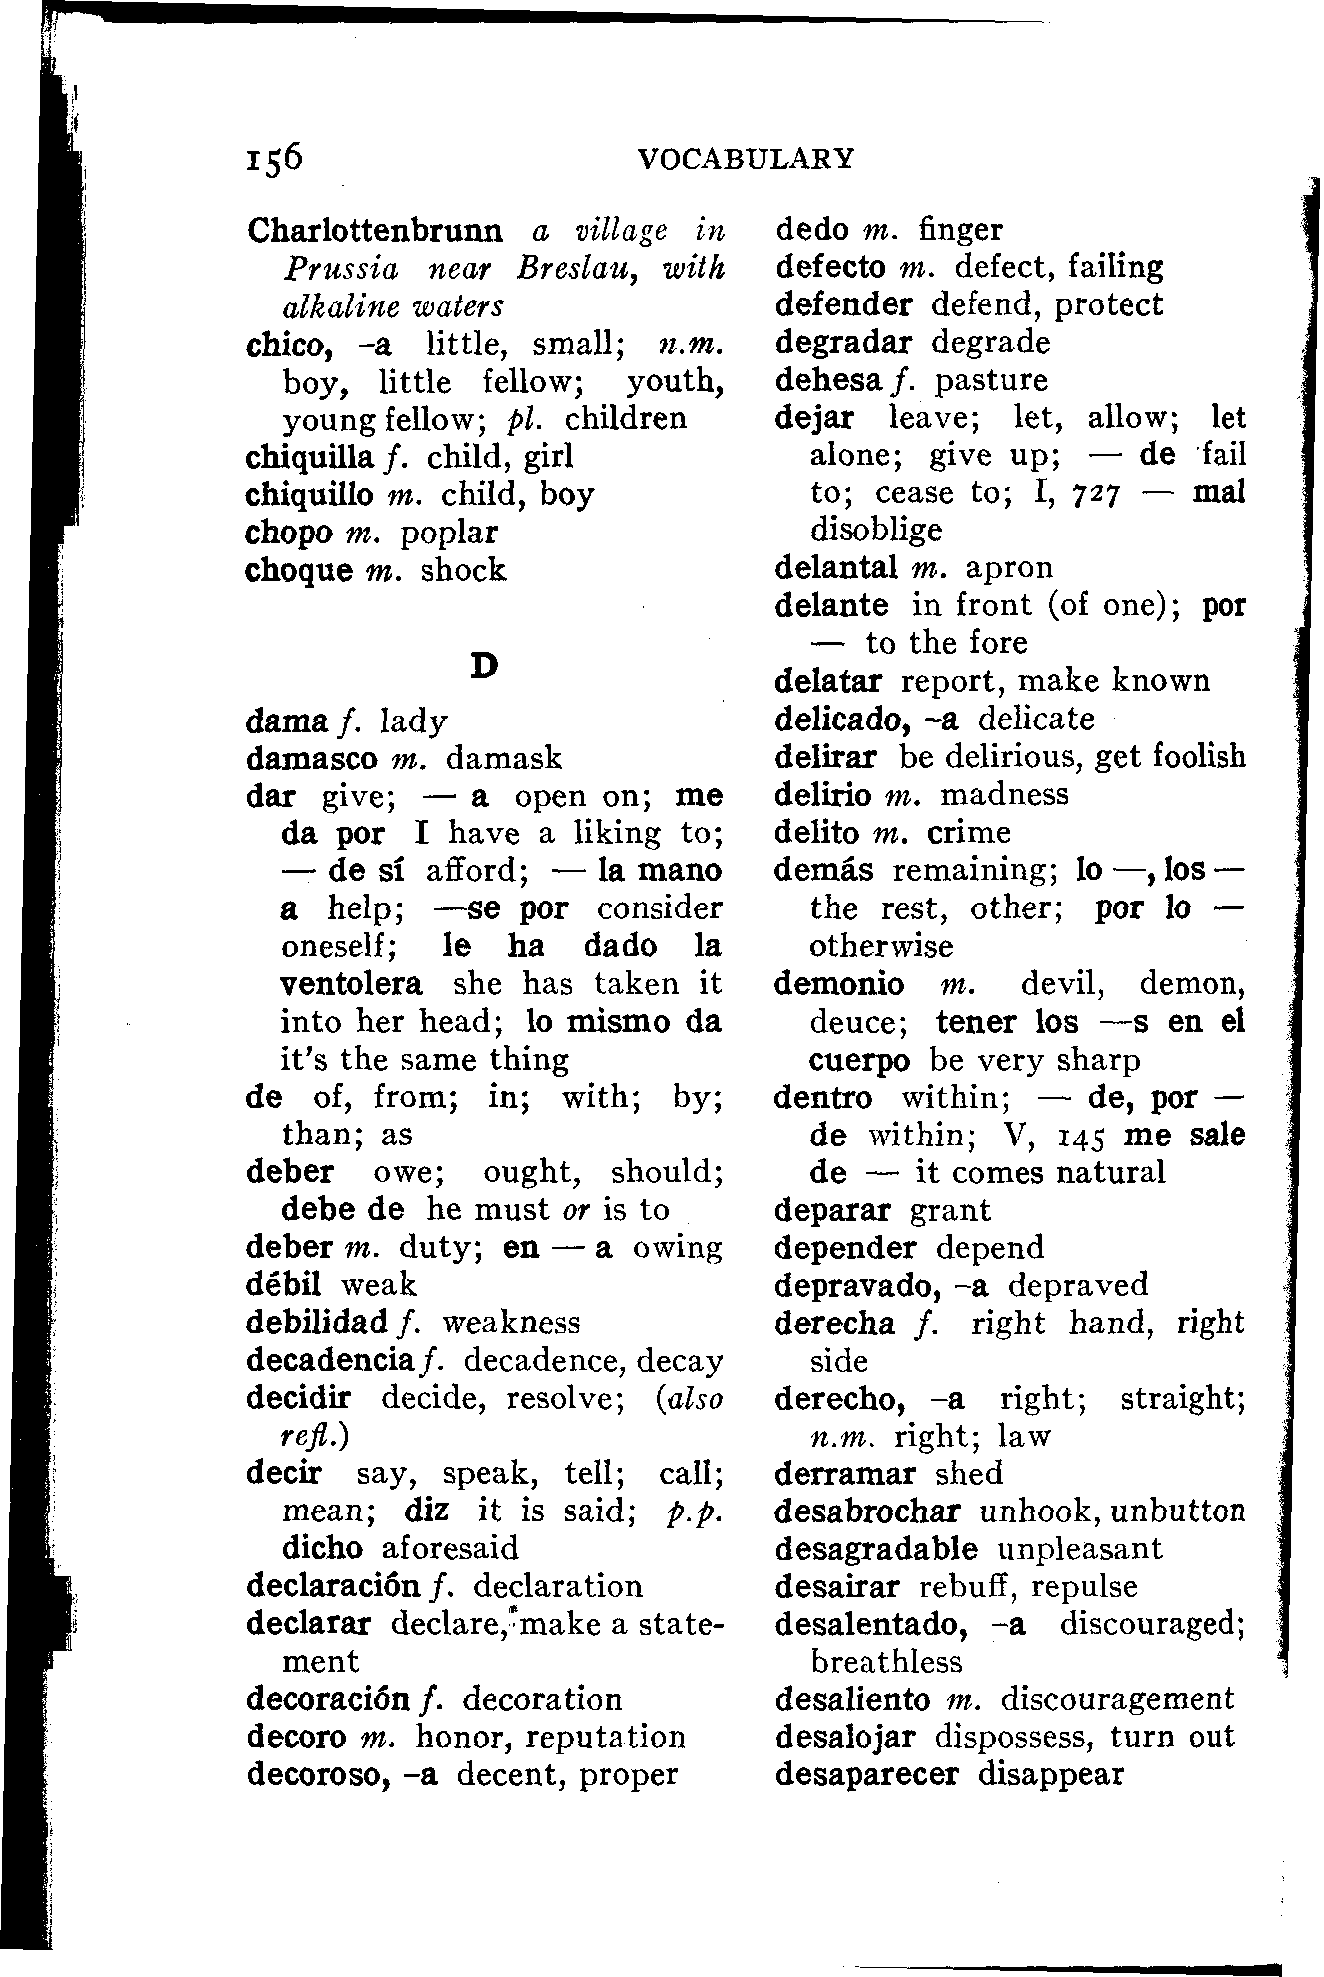 156 VOCABULARY
Charlottenbrunn a village in
Prussia near Breslau, with
alkaline waters
chico, -a little, small; n.m.
boy, little fellow; youth,
young fellow; pl. children
chiquilla f. child, girl
chiquillo m. child, boy
chopo m. poplar
choque m. shock
D
dama f. lady
damasco m. damask
dar give; — a open on; me
da por I have a liking to;
— de sí afford; — la mano
a help; —se por consider
oneself; le ha dado la
ventolera she has taken it
into her head; lo mismo da
it's the same thing
de of, from; in; with; by;
than; as
deber owe; ought, should;
debe de he must or is to
deber m. duty; en — a owing
débil weak
debilidad f. weakness
decadencia f. decadence, decay
decidir decide, resolve; (also
refl.)
decir say, speak, tell; call;
mean; diz it is said; p.p.
dicho aforesaid
declaración f. declaration
declarar declare, make a state-
ment
decoración f. decoration
decoro m. honor, reputation
decoroso, -a decent, proper
dedo m. finger
defecto m. defect, failing
defender defend, protect
degradar degrade
dehesa f. pasture
dejar leave; let, allow; let
alone; give up; — de fail
to; cease to; I, 727 — mal
disoblige
delantal m. apron
delante in front (of one); por
— to the fore
delatar report, make known
delicado, -a delicate
delirar be delirious, get foolish
delirio m. madness
delito m. crime
demás remaining; lo —, los —
the rest, other; por lo —
otherwise
demonio m. devil, demon,
deuce; tener los —s en el
cuerpo be very sharp
dentro within; — de, por —
de within; V, 145 me sale
de — it comes natural
deparar grant
depender depend
depravado, -a depraved
derecha f. right hand, right
side
derecho, -a right; straight;
n.m. right; law
derramar shed
desabrochar unhook, unbutton
desagradable unpleasant
desairar rebuff, repulse
desalentado, -a discouraged;
breathless
desaliento m. discouragement
desalojar dispossess, turn out
desaparecer disappear